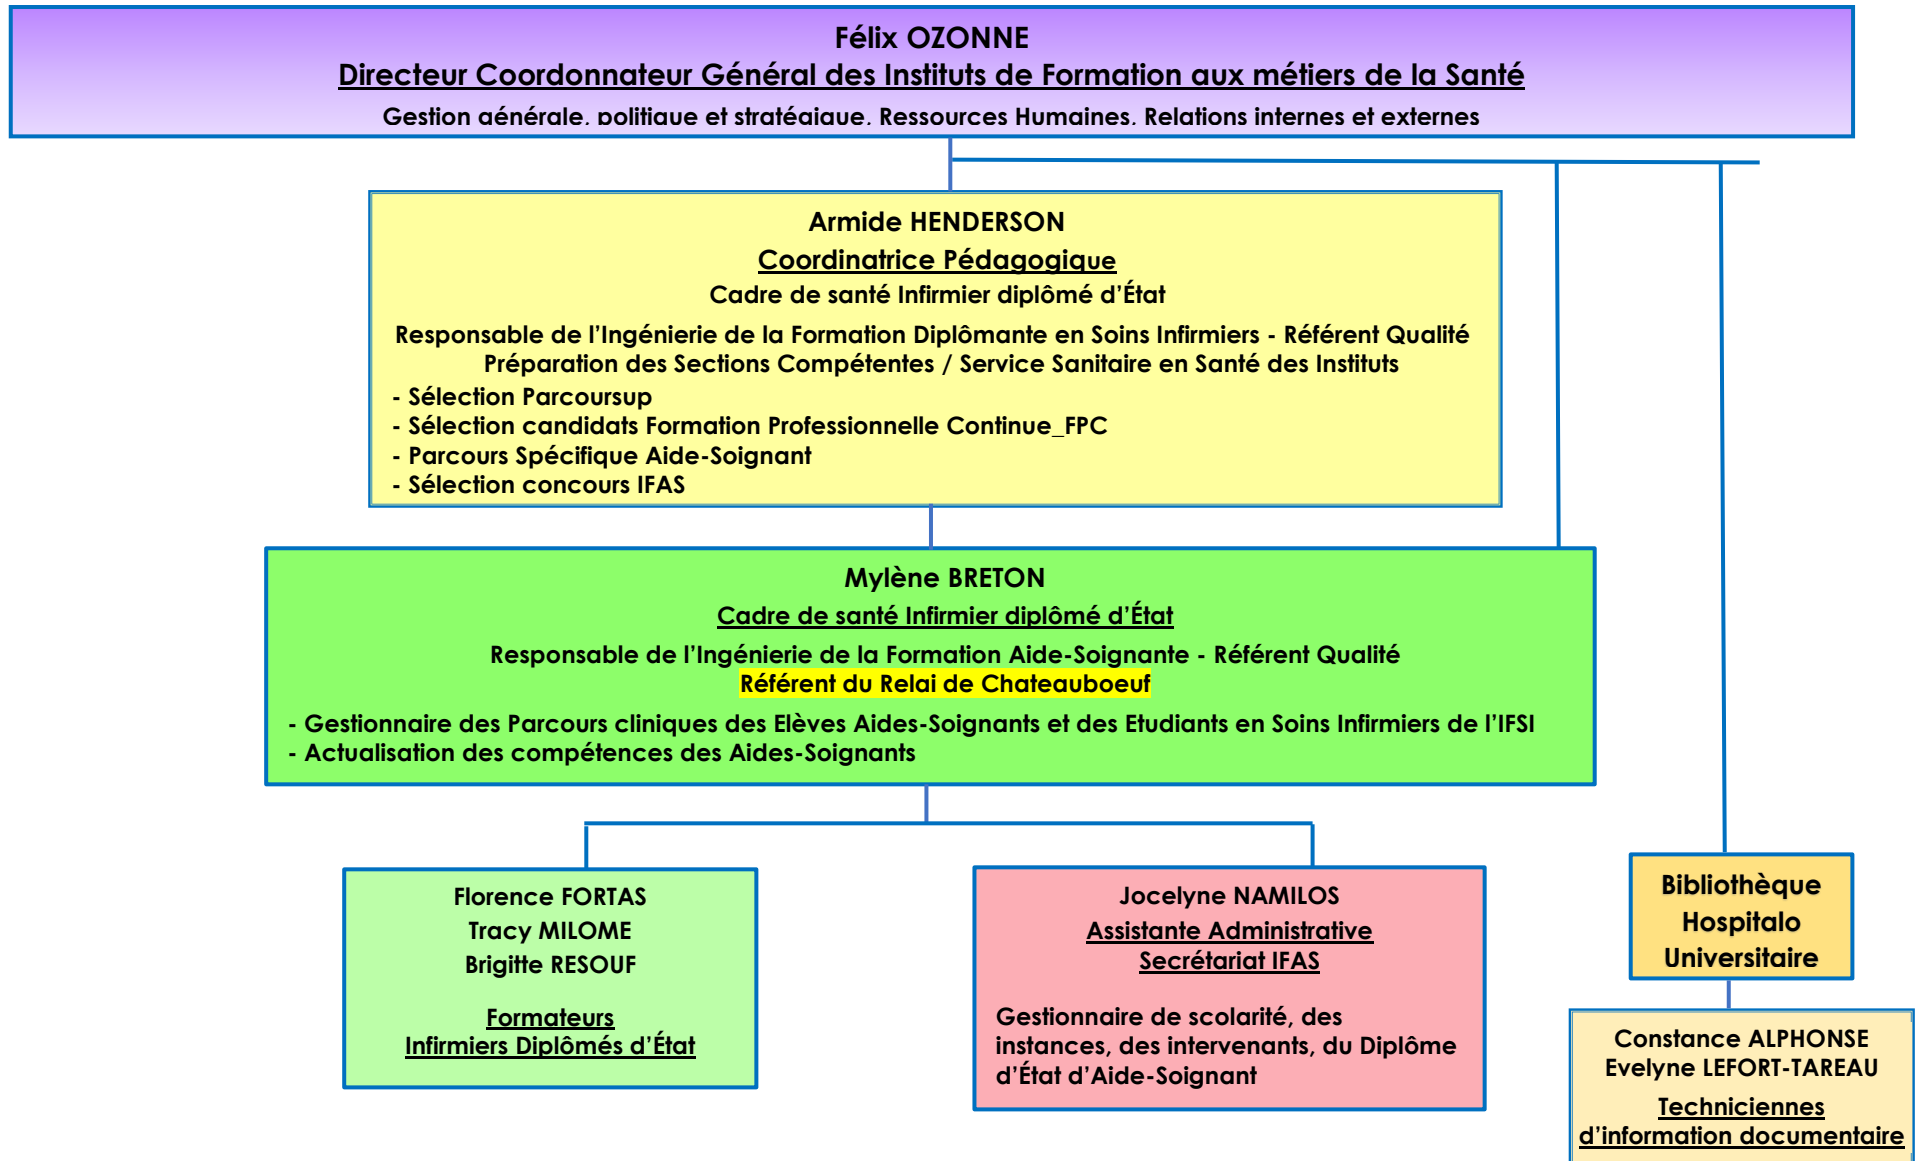 Félix OZONNE
Directeur Coordonnateur Général des Instituts de Formation aux métiers de la Santé
Gestion générale, politique et stratégique, Ressources Humaines, Relations internes et externes
Armide HENDERSON
Coordinatrice Pédagogique
Cadre de santé Infirmier diplômé d’État
Responsable de l’Ingénierie de la Formation Diplômante en Soins Infirmiers - Référent Qualité
Préparation des Sections Compétentes / Service Sanitaire en Santé des Instituts
- Sélection Parcoursup
- Sélection candidats Formation Professionnelle Continue_FPC
- Parcours Spécifique Aide-Soignant
- Sélection concours IFAS
Mylène BRETON
Cadre de santé Infirmier diplômé d’État
Responsable de l’Ingénierie de la Formation Aide-Soignante - Référent Qualité
Référent du Relai de Chateauboeuf
- Gestionnaire des Parcours cliniques des Elèves Aides-Soignants et des Etudiants en Soins Infirmiers de l’IFSI
- Actualisation des compétences des Aides-Soignants
Florence FORTAS
Tracy MILOME
Brigitte RESOUF
Formateurs
Infirmiers Diplômés d’État
Jocelyne NAMILOS
Assistante Administrative
Secrétariat IFAS
Gestionnaire de scolarité, des
instances, des intervenants, du Diplôme
d’État d’Aide-Soignant
Bibliothèque
Hospitalo
Universitaire
Constance ALPHONSE
Evelyne LEFORT-TAREAU
Techniciennes
d’information documentaire